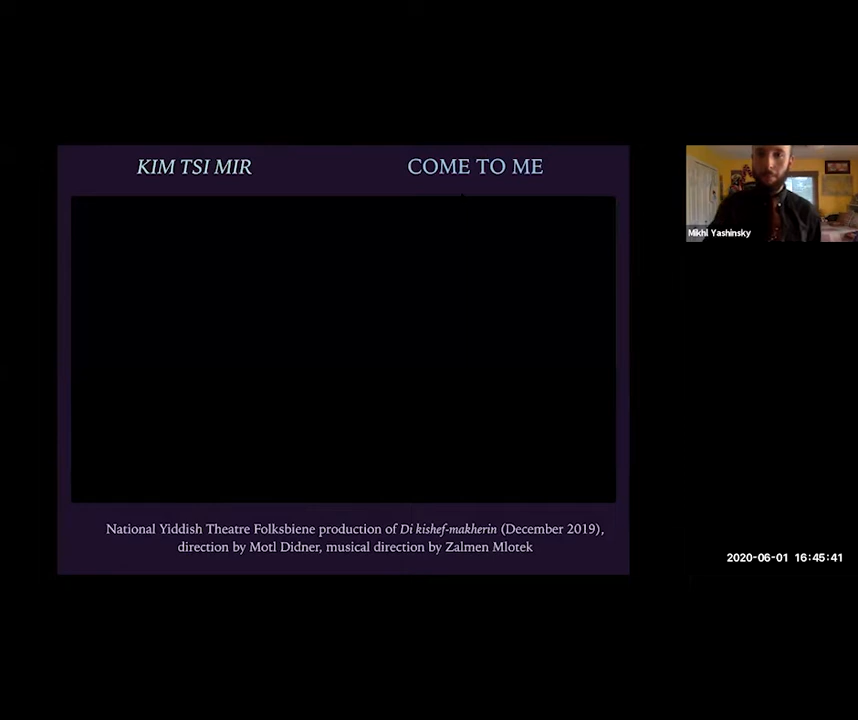 KIM TSI MIR
COME TO ME
Mikhl Yashinsky
National Yiddish Theatre Folksbiene production of Di kishef-makherin (December 2019),
direction by Motl Didner, musical direction by Zalmen Mlotek
2020-06-01 16:45:41